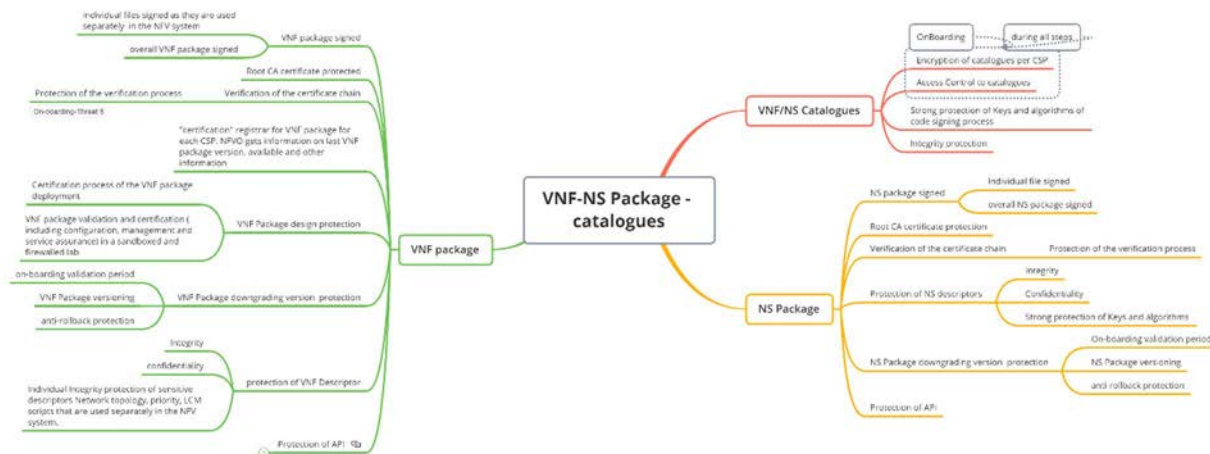 individual files signed as they are used
separately in the NFV system
overall VNF package signed
VNF package signed
Root CA certificate protected
Protection of the verification process
On-boarding-Threat 5
Verification of the certificate chain
"certification" registrar for VNF package for
each CSP. NFVO gets information on last VNF
package version, available and other
information
Certification process of the VNF package
deployment
VNF package validation and certification (
including configuration, management and
service assurance) in a sandboxed and
firewalled lab
VNF Package design protection
on-boarding validation period
VNF Package versioning
anti-rollback protection
VNF Package downgrading version protection
Integrity
confidentiality
Individual Integrity protection of sensitive
descriptors Network topology, priority, LCM
scripts that are used separately in the NFV
system.
protection of VNF Descriptor
Protection of API
VNF package
VNF-NS Package -
catalogues
VNF/NS Catalogues
OnBoarding
during all steps
Encryption of catalogues per CSP
Access Control to catalogues
Strong protection of Keys and algorithms of
code signing process
Integrity protection
NS Package
NS package signed
Individual file signed
overall NS package signed
Root CA certificate protection
Verification of the certificate chain
Protection of the verification process
Protection of NS descriptors
Integrity
Confidentiality
Strong protection of Keys and algorithms
NS Package downgrading version protection
On-boarding validation period
NS Package versioning
anti rollback protection
Protection of API